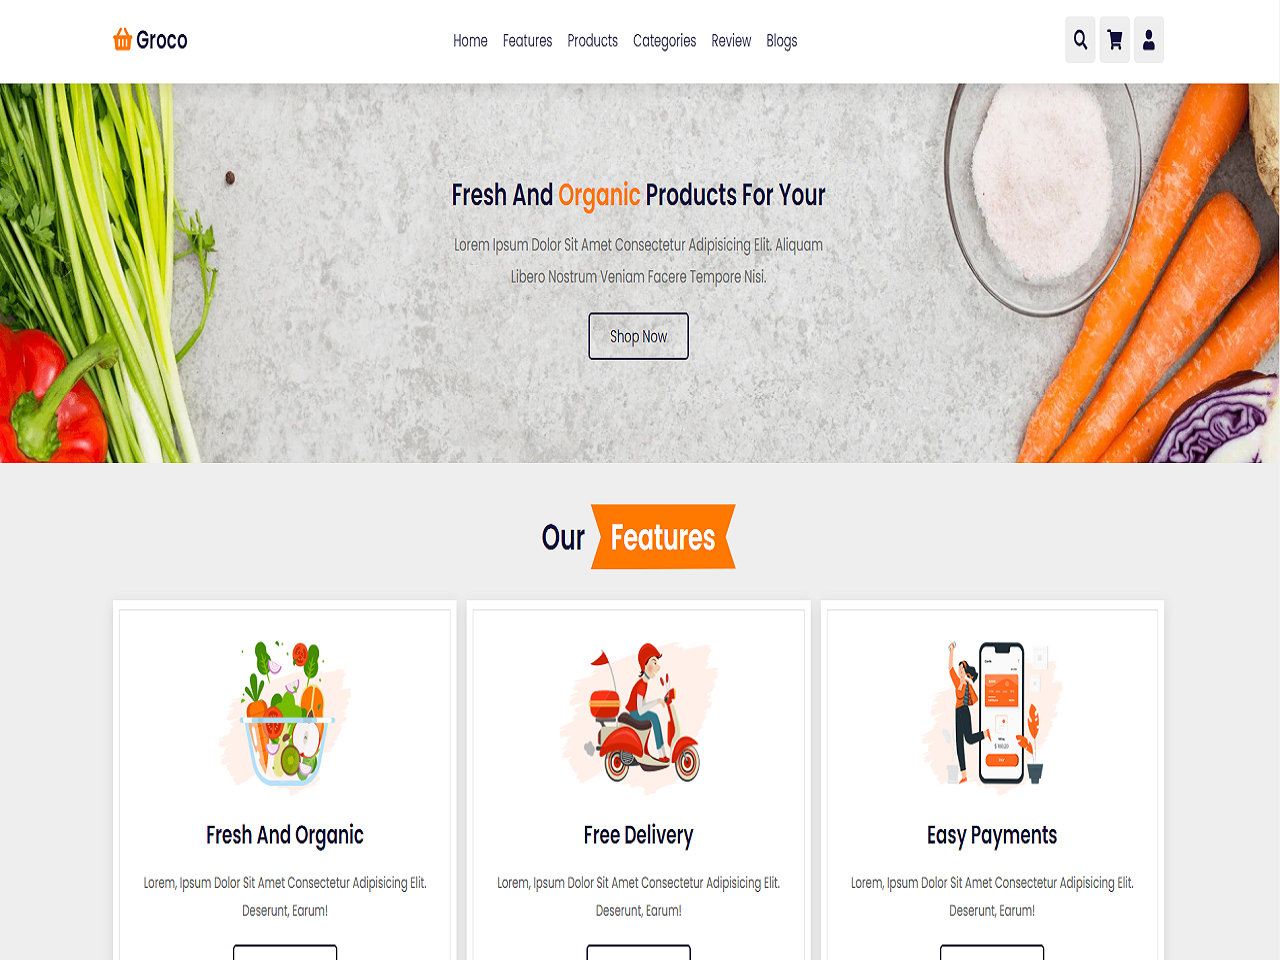 Groco
Home Features Products Categories Review Blogs
Fresh And Organic Products For Your
Lorem Ipsum Dolor Sit Amet Consectetur Adipisicing Elit. Aliquam
Libero Nostrum Veniam Facere Tempore Nisi.
Shop Now
Our Features
Fresh And Organic
Lorem, Ipsum Dolor Sit Amet Consectetur Adipisicing Elit.
Deserunt, Earum!
Free Delivery
Lorem, Ipsum Dolor Sit Amet Consectetur Adipisicing Elit.
Deserunt, Earum!
Easy Payments
Lorem, Ipsum Dolor Sit Amet Consectetur Adipisicing Elit.
Deserunt, Earum!